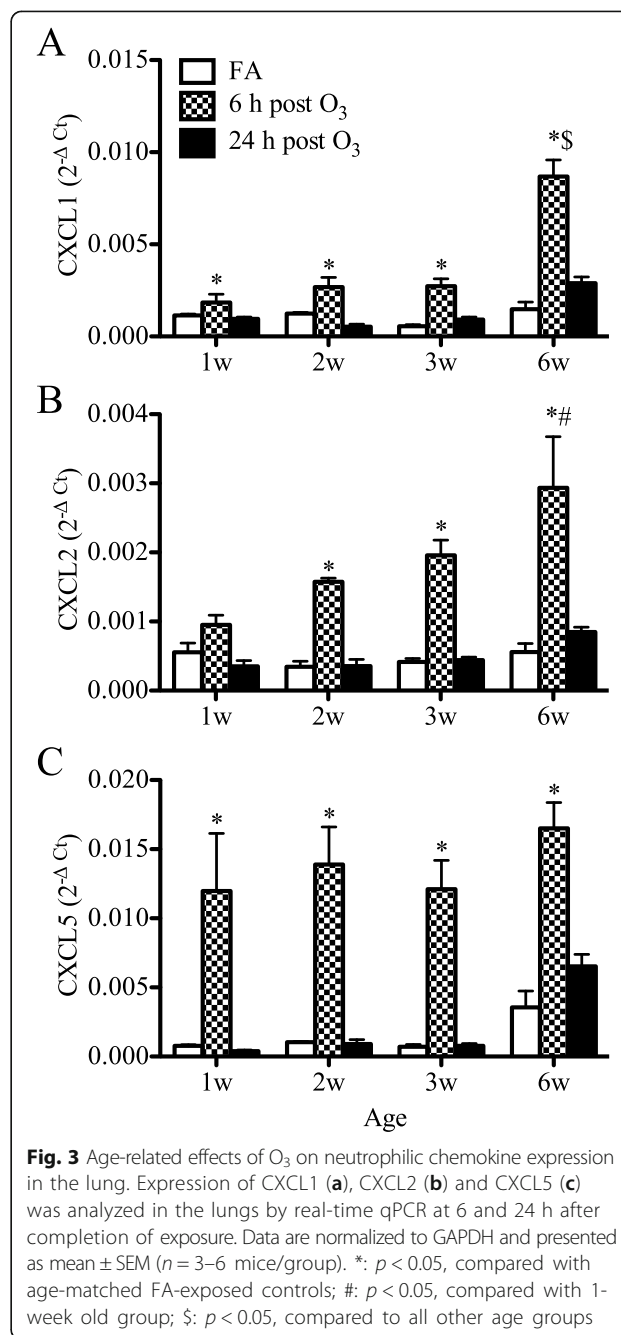 A
0.015
FA
6 h post O₃
24 h post O₃
*$
0.010
0.005
* * *
0.000
CXCL1 (2^-Δ Ct)
1w 2w 3w 6w
B
0.004
*#
0.003
*
*
0.002
0.001
0.000
CXCL2 (2^-Δ Ct)
1w 2w 3w 6w
C
0.020
* * * *
0.015
0.010
0.005
0.000
CXCL5 (2^-Δ Ct)
1w 2w 3w 6w
Age
Fig. 3 Age-related effects of O₃ on neutrophilic chemokine expression
in the lung. Expression of CXCL1 (a), CXCL2 (b) and CXCL5 (c)
was analyzed in the lungs by real-time qPCR at 6 and 24 h after
completion of exposure. Data are normalized to GAPDH and presented
as mean ± SEM (n = 3–6 mice/group). *: p < 0.05, compared with
age-matched FA-exposed controls; #: p < 0.05, compared with 1-
week old group; $: p < 0.05, compared to all other age groups